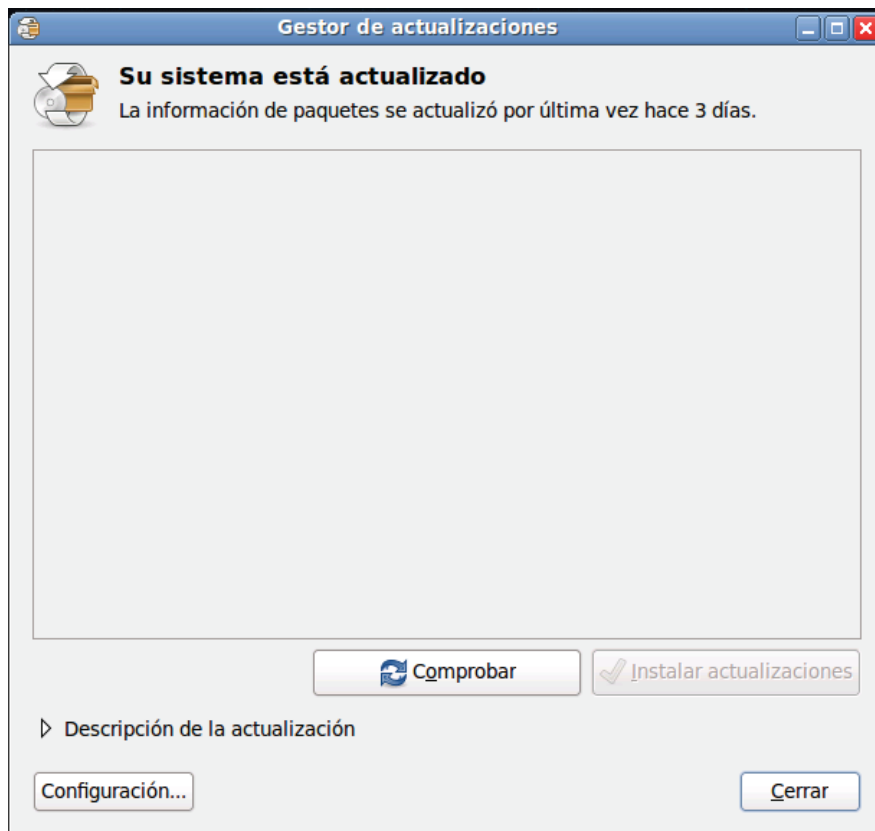 Gestor de actualizaciones
Su sistema está actualizado
La información de paquetes se actualizó por última vez hace 3 días.
Comprobar
Instalar actualizaciones
Descripción de la actualización
Configuración...
Cerrar